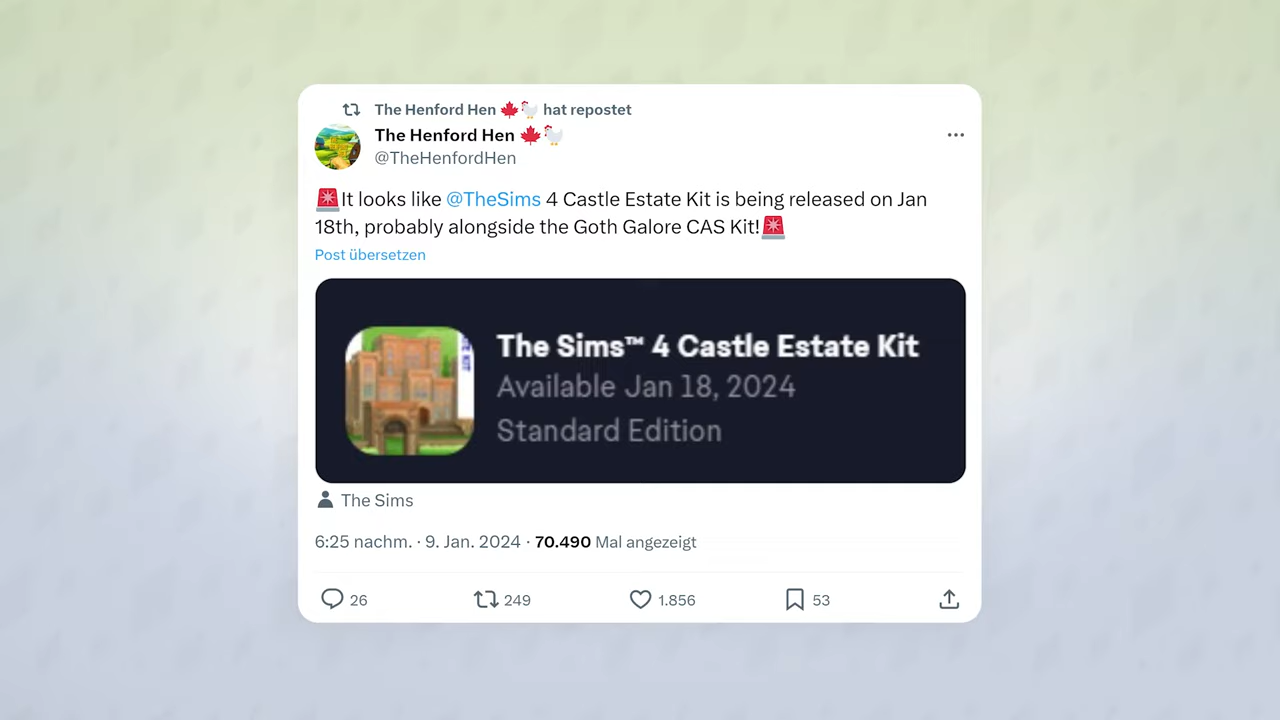 The Henford Hen 🍁🐔 hat repostet
The Henford Hen 🍁🐔
@TheHenfordHen
🚨It looks like @TheSims 4 Castle Estate Kit is being released on Jan
18th, probably alongside the Goth Galore CAS Kit!🚨
Post übersetzen
The Sims™ 4 Castle Estate Kit
Available Jan 18, 2024
Standard Edition
The Sims
6:25 nachm. · 9. Jan. 2024 · 70.490 Mal angezeigt
26 249 1.856 53